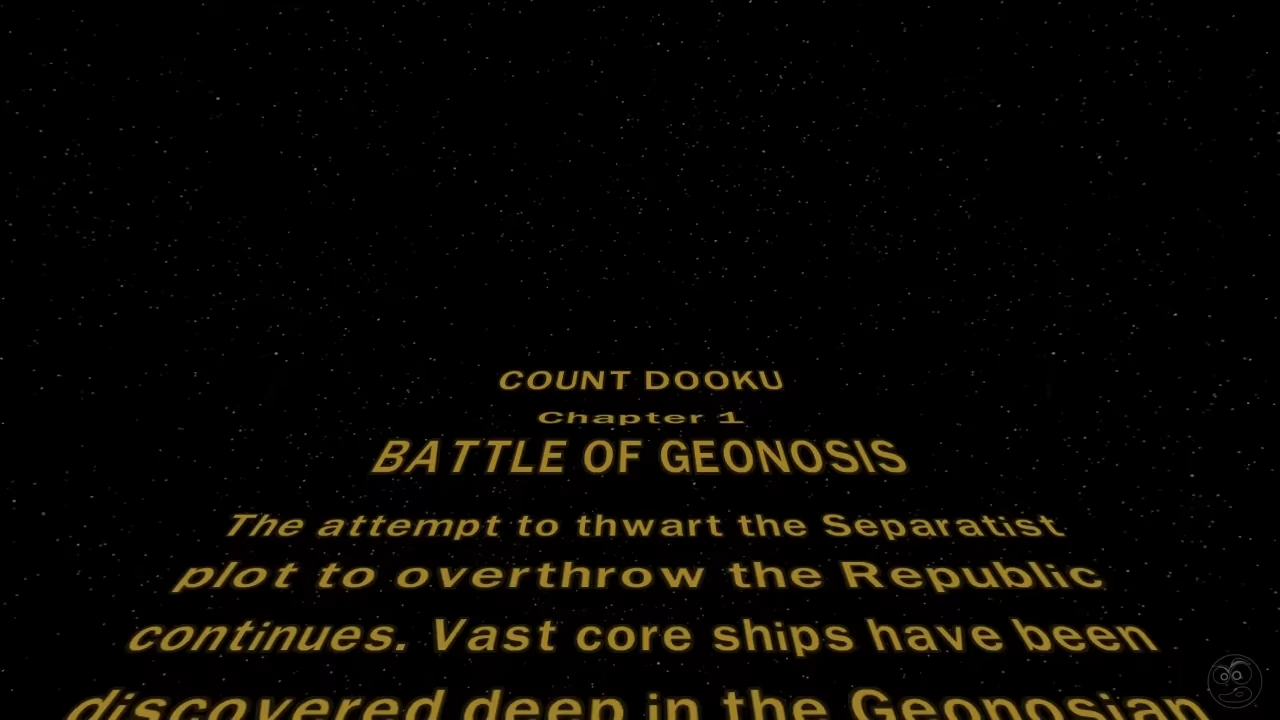 COUNT DOOKU
Chapter 1
BATTLE OF GEONOSIS
The attempt to thwart the Separatist
plot to overthrow the Republic
continues. Vast core ships have been
discovered deep in the Geonosian